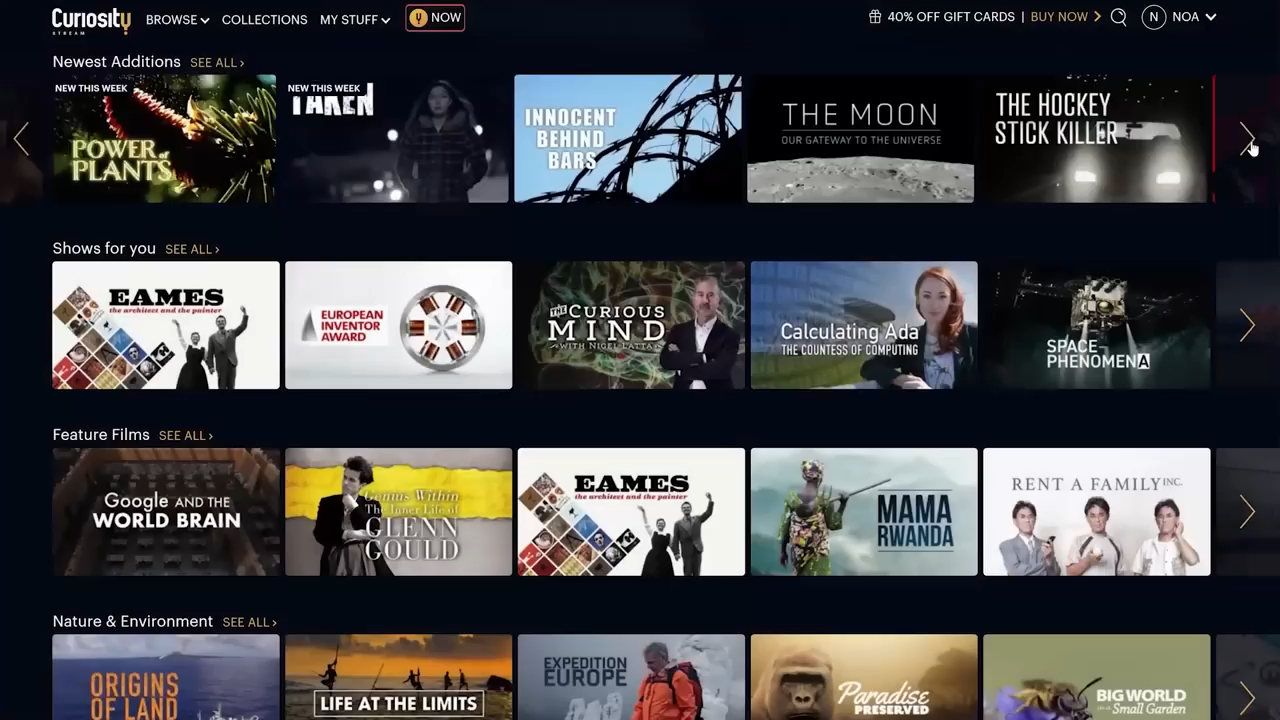 CURIOSITY
STREAM
BROWSE
COLLECTIONS
MY STUFF
NOW
40% OFF GIFT CARDS | BUY NOW
N
NOA
Newest Additions SEE ALL ›
NEW THIS WEEK
POWER of
PLANTS
NEW THIS WEEK
TAKEN
INNOCENT
BEHIND
BARS
THE MOON
OUR GATEWAY TO THE UNIVERSE
THE HOCKEY
STICK KILLER
Shows for you SEE ALL ›
EAMES
the architect and the painter
EUROPEAN
INVENTOR
AWARD
THE CURIOUS
MIND
WITH NIGEL LATTA
Calculating Ada
THE COUNTESS OF COMPUTING
SPACE
PHENOMENA
Feature Films SEE ALL ›
Google AND THE
WORLD BRAIN
Genius Within
The Inner Life of
GLENN
GOULD
EAMES
the architect and the painter
MAMA
RWANDA
RENT A FAMILY INC.
Nature & Environment SEE ALL ›
ORIGINS
OF LAND
LIFE AT THE LIMITS
EXPEDITION
EUROPE
Paradise
PRESERVED
BIG WORLD
Small Garden